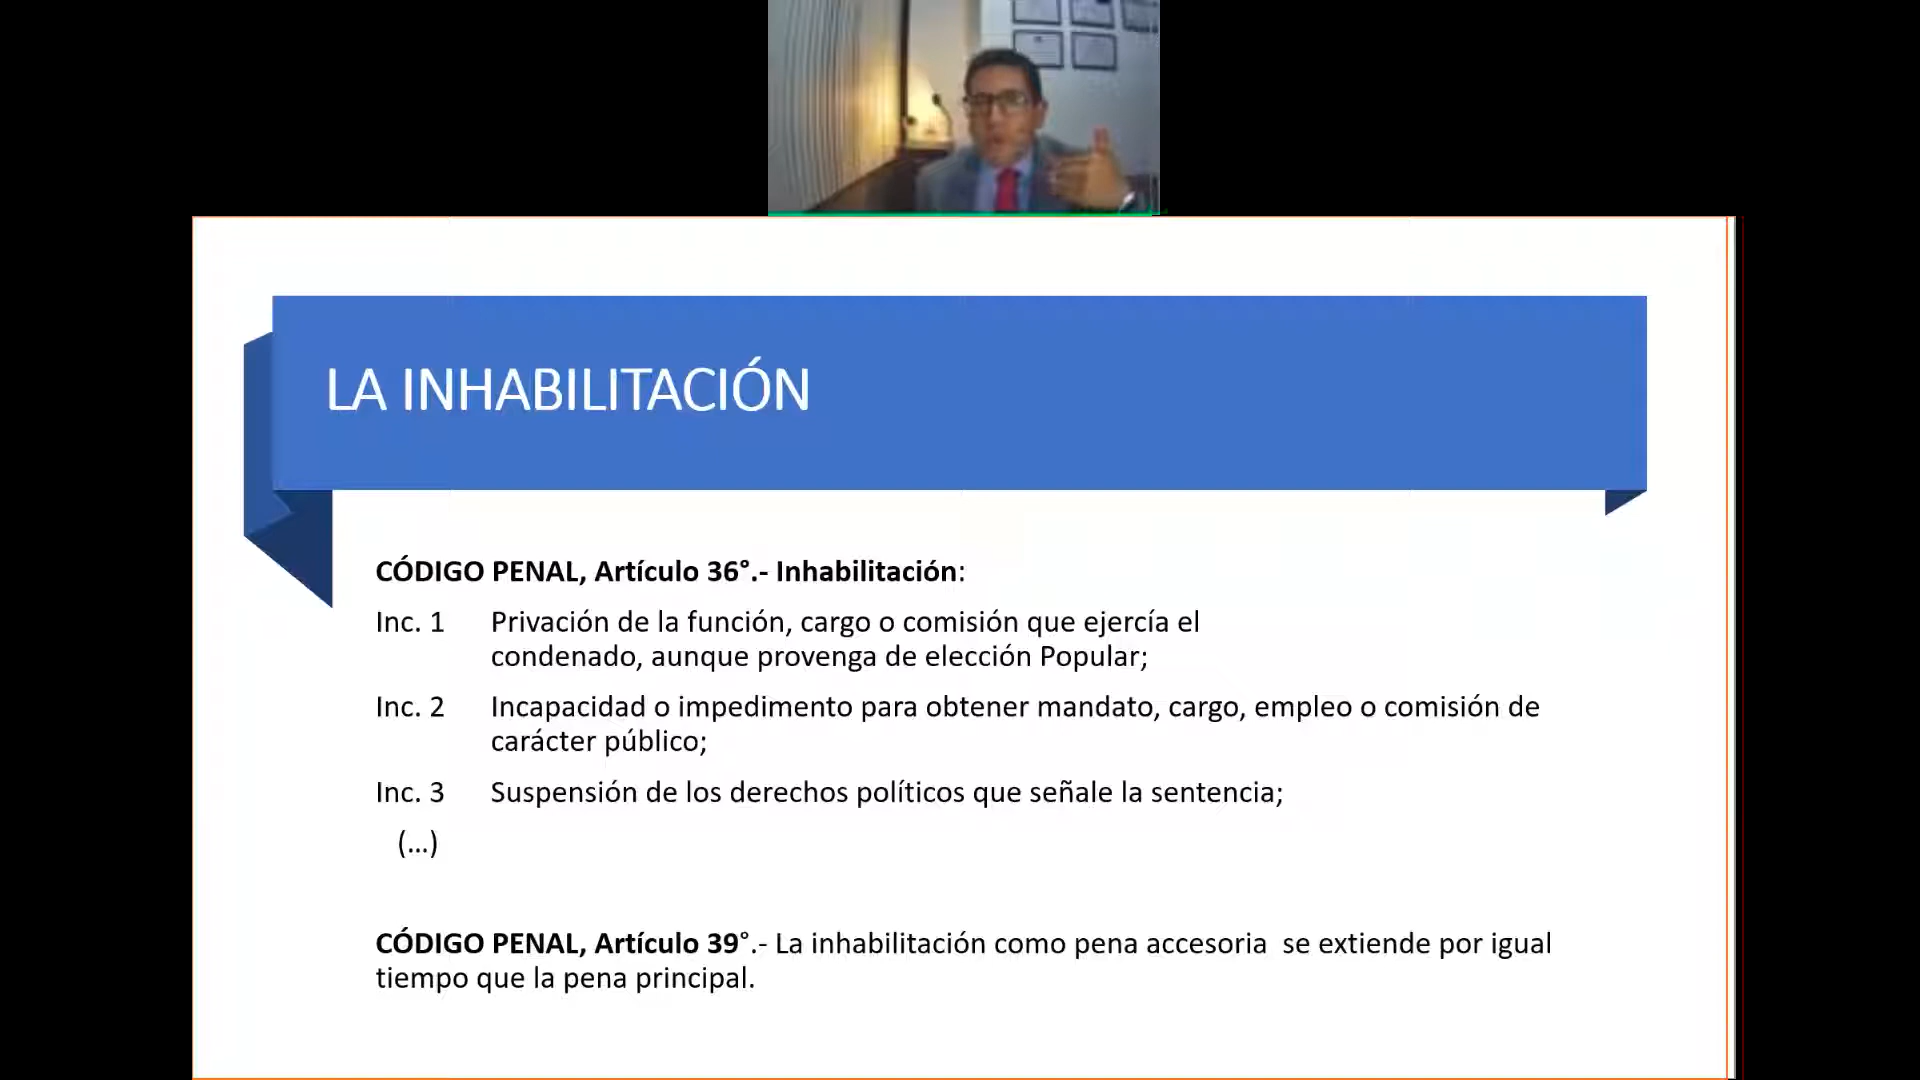 LA INHABILITACIÓN
CÓDIGO PENAL, Artículo 36°.- Inhabilitación:
Inc. 1 Privación de la función, cargo o comisión que ejercía el
condenado, aunque provenga de elección Popular;
Inc. 2 Incapacidad o impedimento para obtener mandato, cargo, empleo o comisión de
carácter público;
Inc. 3 Suspensión de los derechos políticos que señale la sentencia;
(...)
CÓDIGO PENAL, Artículo 39°.- La inhabilitación como pena accesoria se extiende por igual
tiempo que la pena principal.